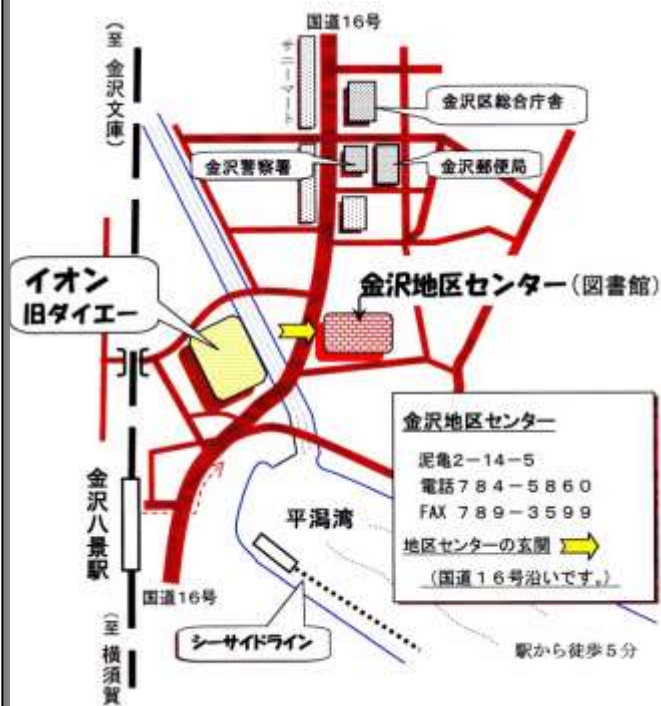 国道16号
（至 金沢文庫）
サニーマート
金沢区総合庁舎
金沢警察署
金沢郵便局
イオン
旧ダイエー
金沢地区センター（図書館）
金沢地区センター
泥亀2－14－5
電話７８４－５８６０
FAX ７８９－３５９９
地区センターの玄関
（国道１６号沿いです。）
金沢八景駅
平潟湾
国道16号
シーサイドライン
（至 横須賀
駅から徒歩５分